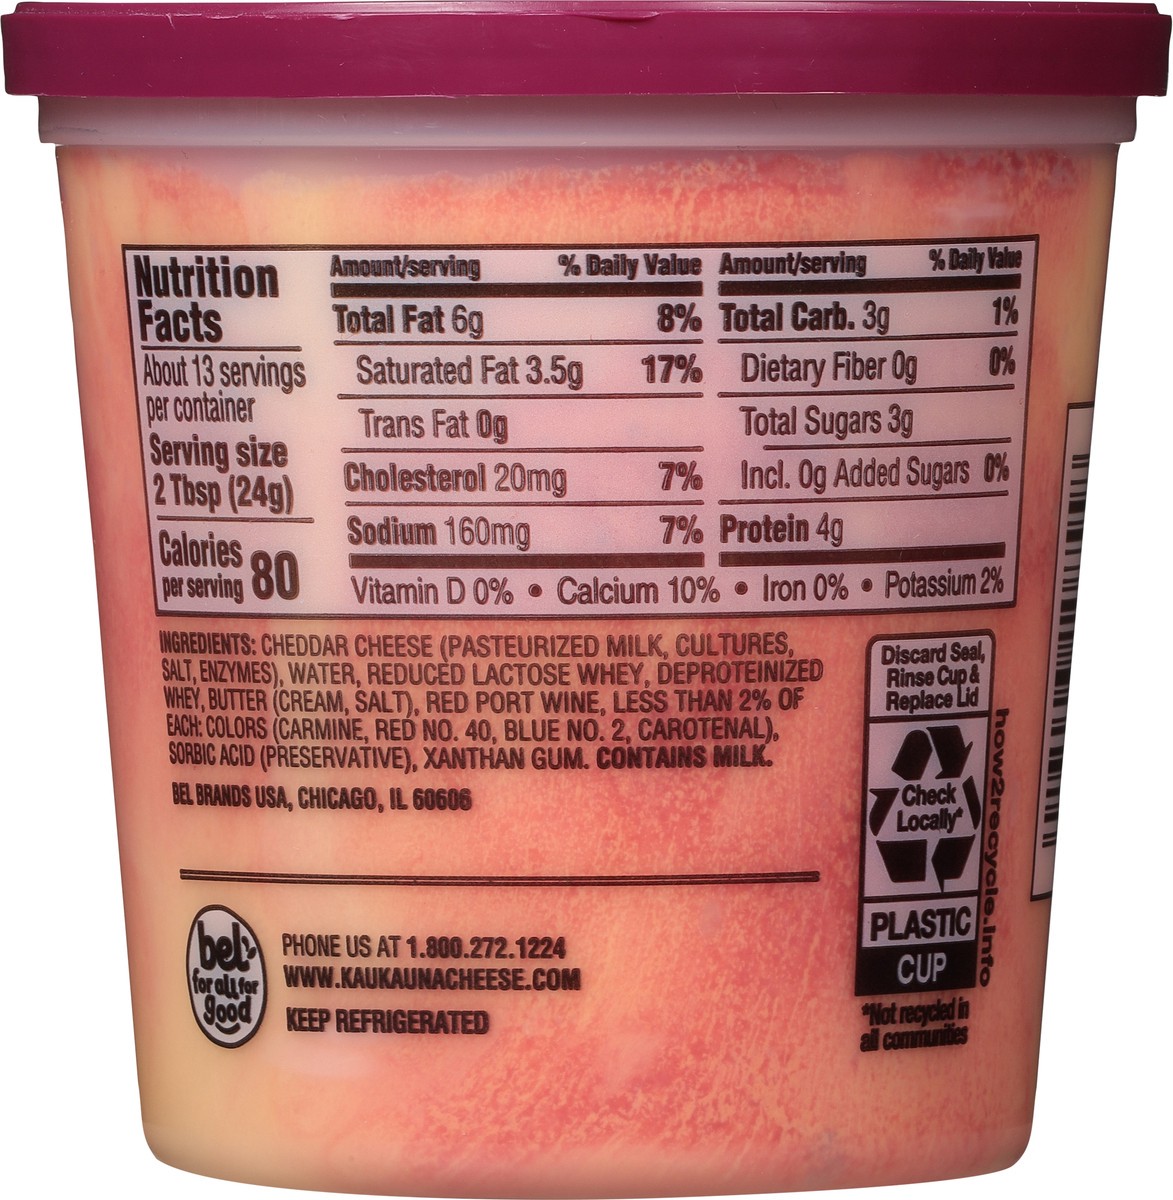 Nutrition
Facts
About 13 servings
per container
Serving size
2 Tbsp (24g)
Calories
per serving 80
Amount/serving % Daily Value
Total Fat 6g 8%
Saturated Fat 3.5g 17%
Trans Fat 0g
Cholesterol 20mg 7%
Sodium 160mg 7%
Amount/serving % Daily Value
Total Carb. 3g 1%
Dietary Fiber 0g 0%
Total Sugars 3g
Incl. 0g Added Sugars 0%
Protein 4g
Vitamin D 0% • Calcium 10% • Iron 0% • Potassium 2%
INGREDIENTS: CHEDDAR CHEESE (PASTEURIZED MILK, CULTURES,
SALT, ENZYMES), WATER, REDUCED LACTOSE WHEY, DEPROTEINIZED
WHEY, BUTTER (CREAM, SALT), RED PORT WINE, LESS THAN 2% OF
EACH: COLORS (CARMINE, RED NO. 40, BLUE NO. 2, CAROTENAL),
SORBIC ACID (PRESERVATIVE), XANTHAN GUM. CONTAINS MILK.
BEL BRANDS USA, CHICAGO, IL 60606
bel
for all for
good
PHONE US AT 1.800.272.1224
WWW.KAUKAUNACHEESE.COM
KEEP REFRIGERATED
Discard Seal,
Rinse Cup &
Replace Lid
Check
Locally*
PLASTIC
CUP
*Not recycled in
all communities
how2recycle.info